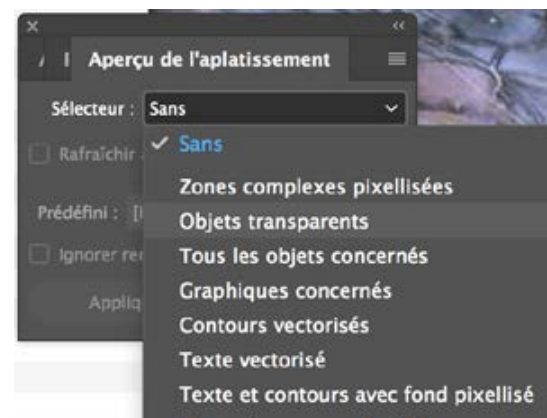 Aperçu de l'aplatissement
Sélecteur : Sans
Sans
Rafraîchir
Zones complexes pixellisées
Prédéfini :
Objets transparents
Ignorer
Tous les objets concernés
Graphiques concernés
Contours vectorisés
Texte vectorisé
Texte et contours avec fond pixellisé